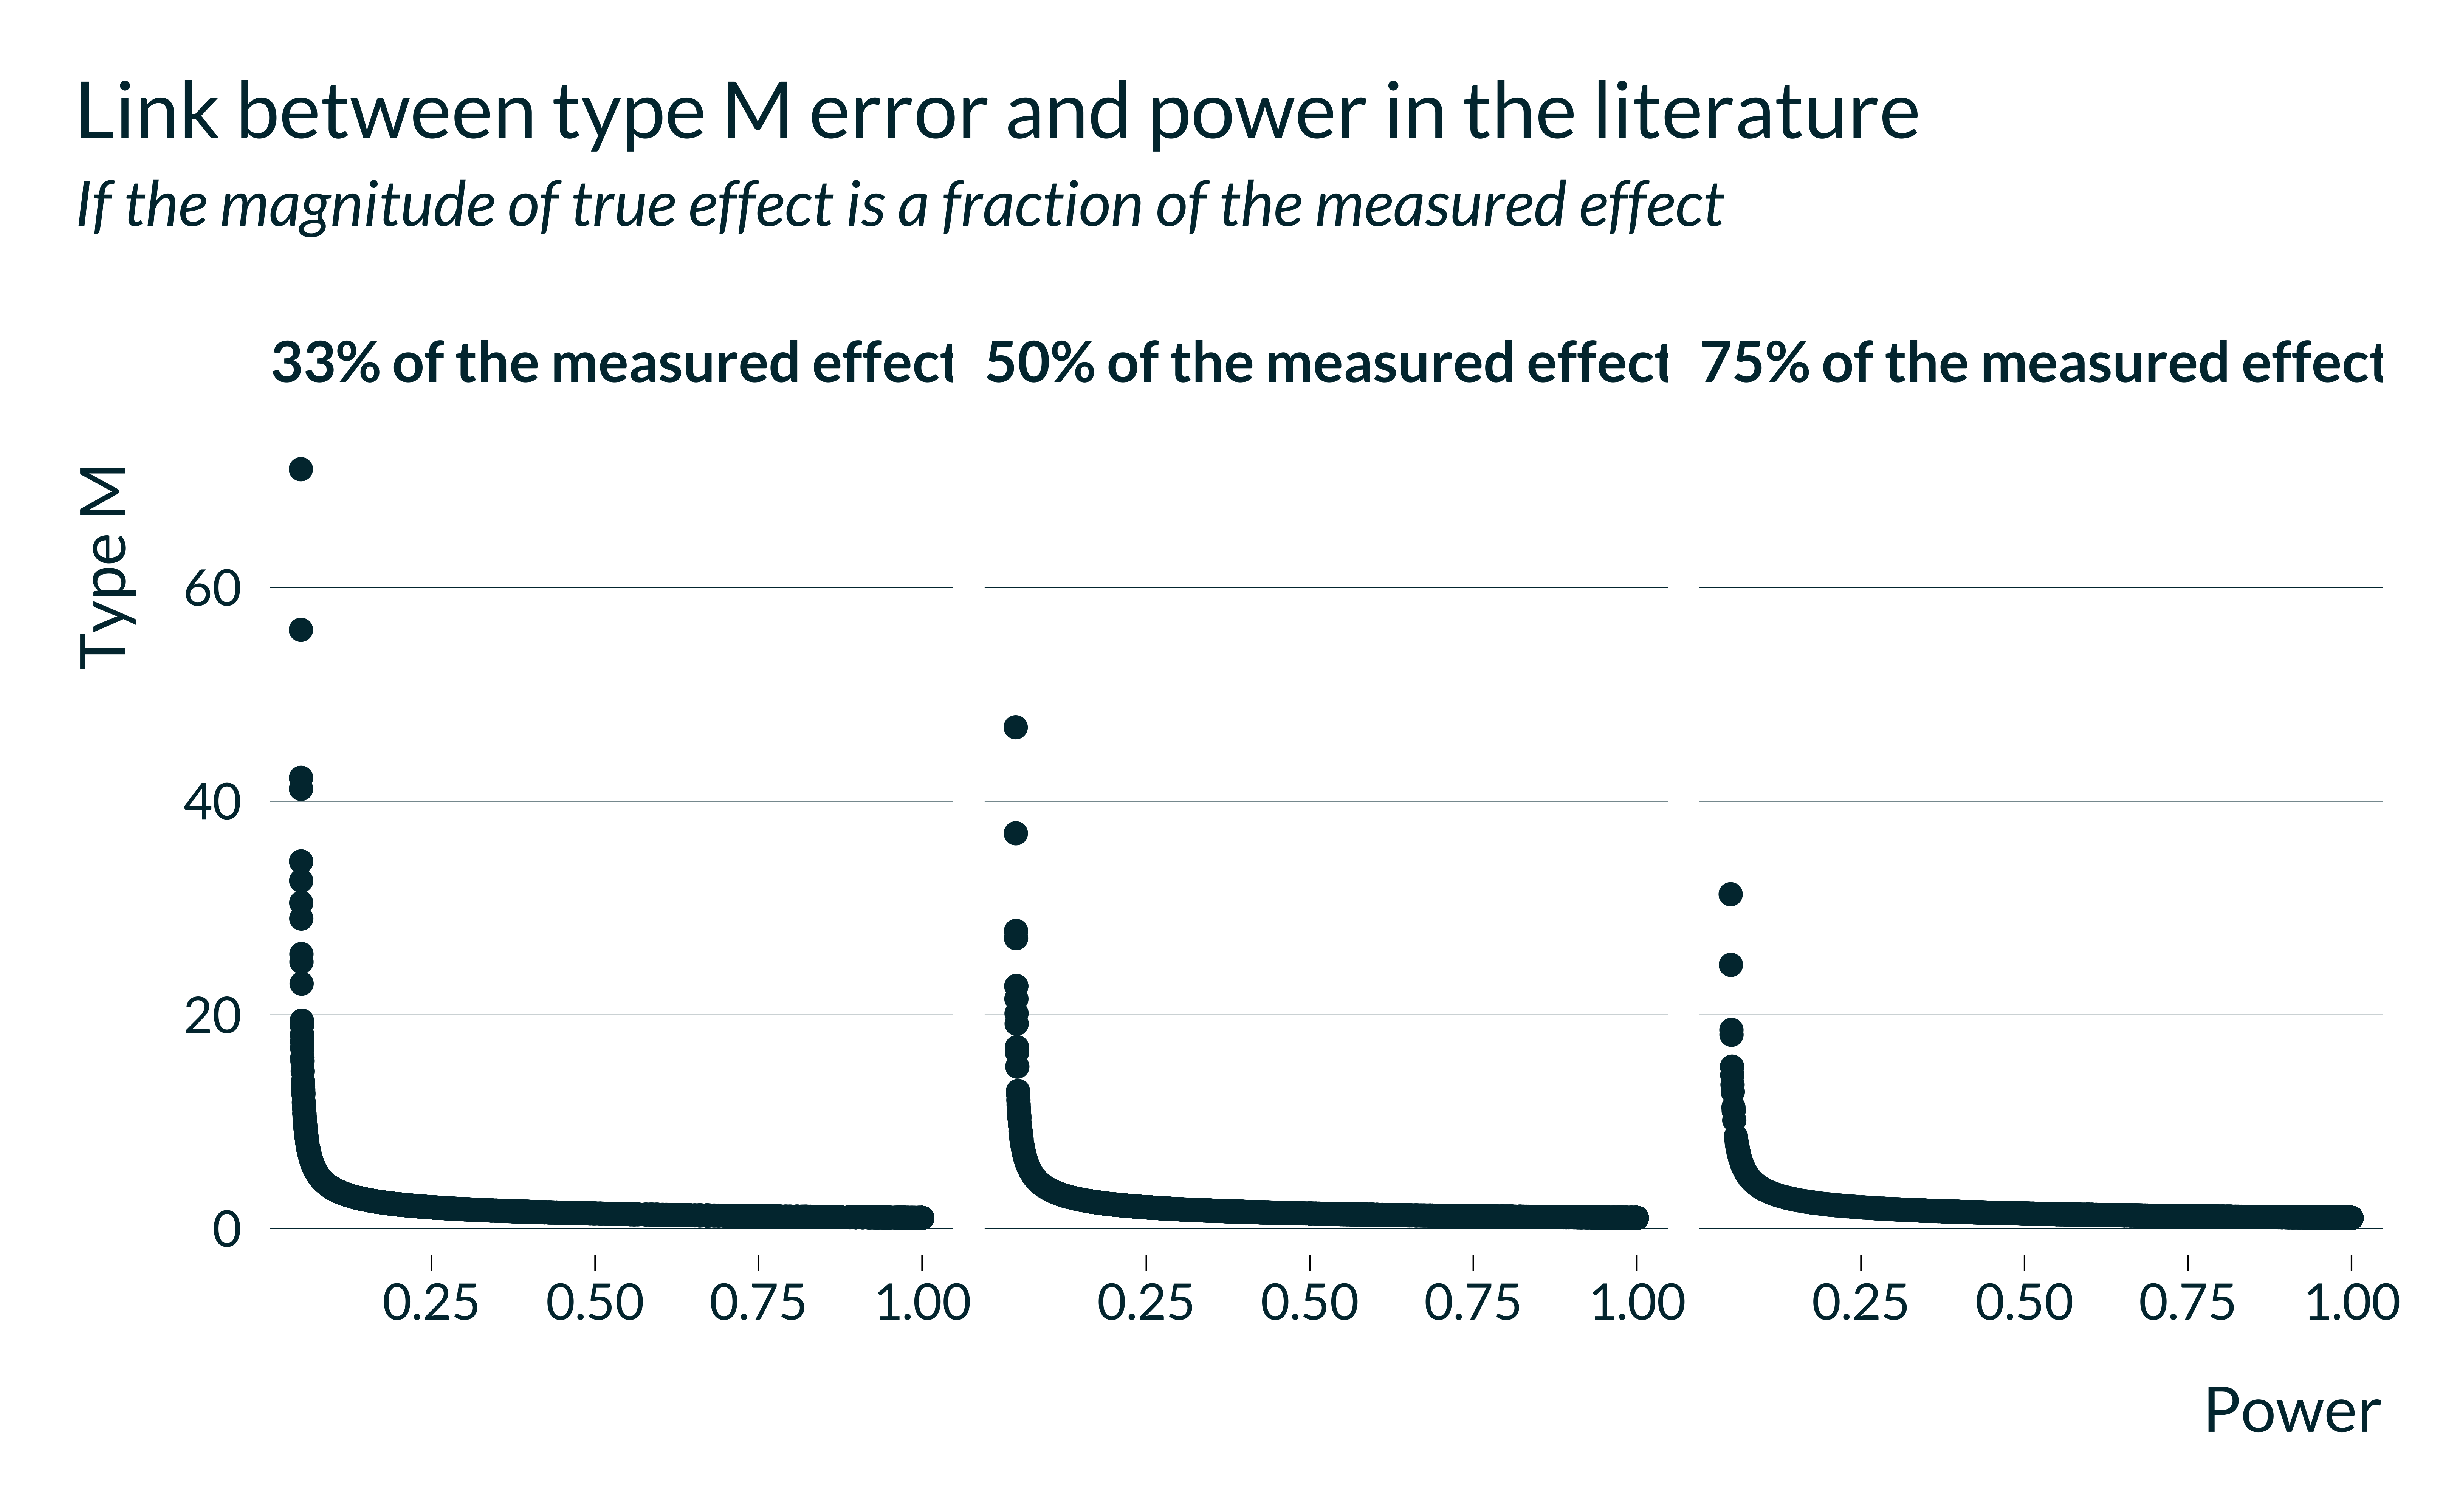 Link between type M error and power in the literature
If the magnitude of true effect is a fraction of the measured effect
33% of the measured effect 50% of the measured effect 75% of the measured effect
Type M
60
40
20
0
0.25 0.50 0.75 1.00 0.25 0.50 0.75 1.00 0.25 0.50 0.75 1.00
Power